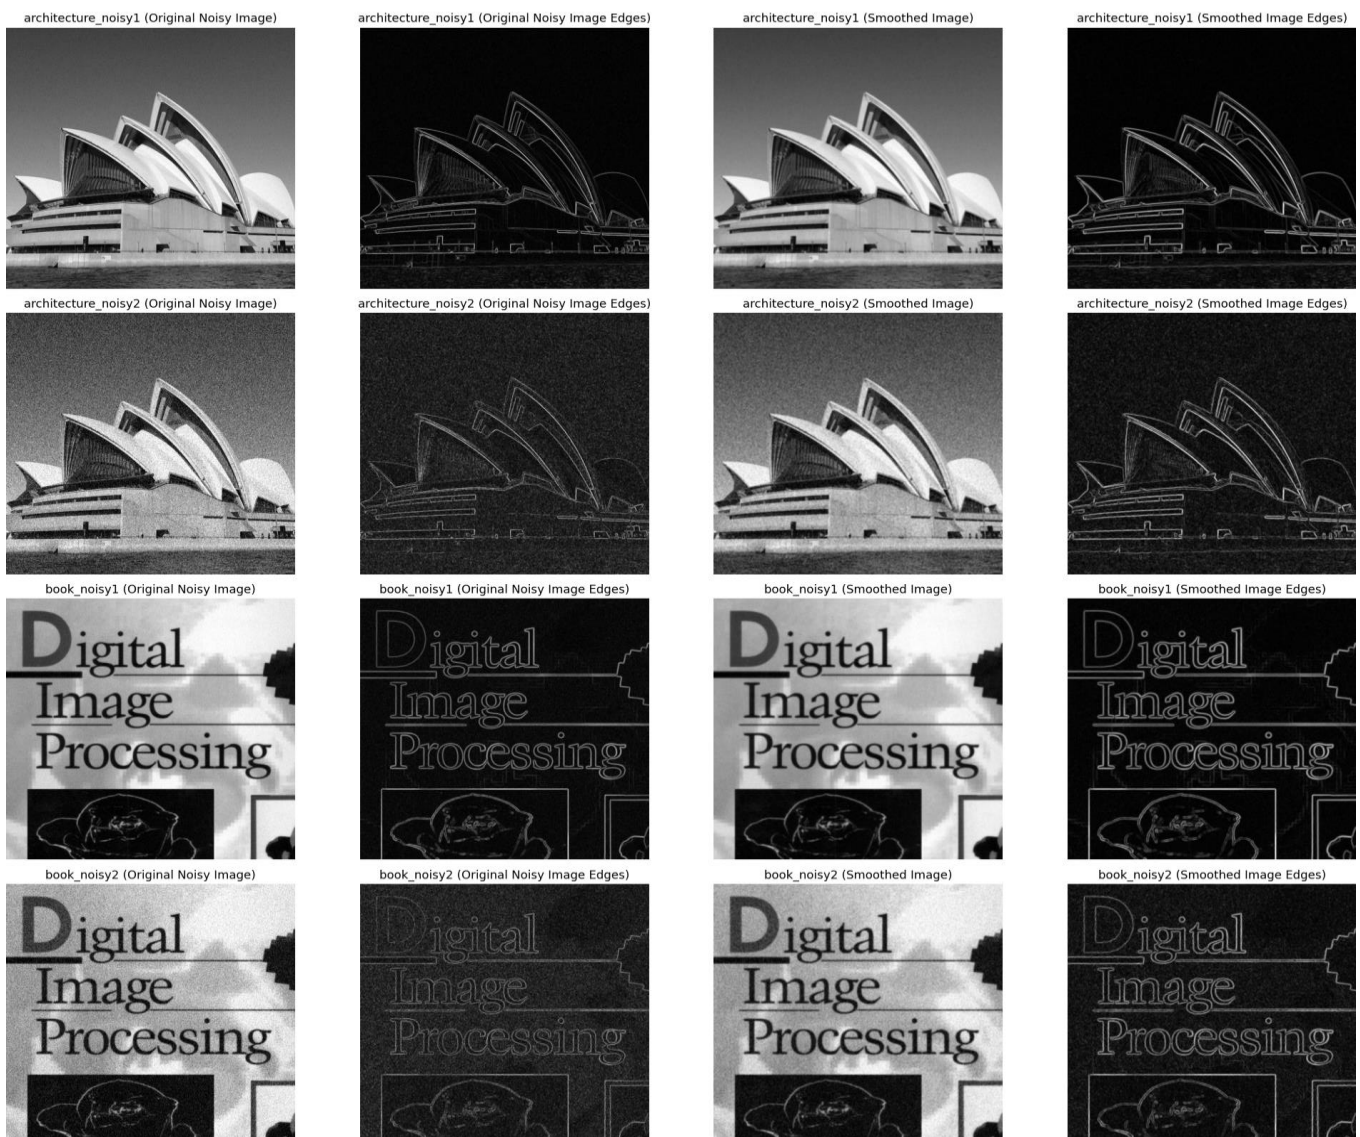 architecture_noisy1 (Original Noisy Image)
architecture_noisy1 (Original Noisy Image Edges)
architecture_noisy1 (Smoothed Image)
architecture_noisy1 (Smoothed Image Edges)
architecture_noisy2 (Original Noisy Image)
architecture_noisy2 (Original Noisy Image Edges)
architecture_noisy2 (Smoothed Image)
architecture_noisy2 (Smoothed Image Edges)
book_noisy1 (Original Noisy Image)
book_noisy1 (Original Noisy Image Edges)
book_noisy1 (Smoothed Image)
book_noisy1 (Smoothed Image Edges)
Digital
Image
Processing
Digital
Image
Processing
Digital
Image
Processing
Digital
Image
Processing
book_noisy2 (Original Noisy Image)
book_noisy2 (Original Noisy Image Edges)
book_noisy2 (Smoothed Image)
book_noisy2 (Smoothed Image Edges)
Digital
Image
Processing
Digital
Image
Processing
Digital
Image
Processing
Digital
Image
Processing